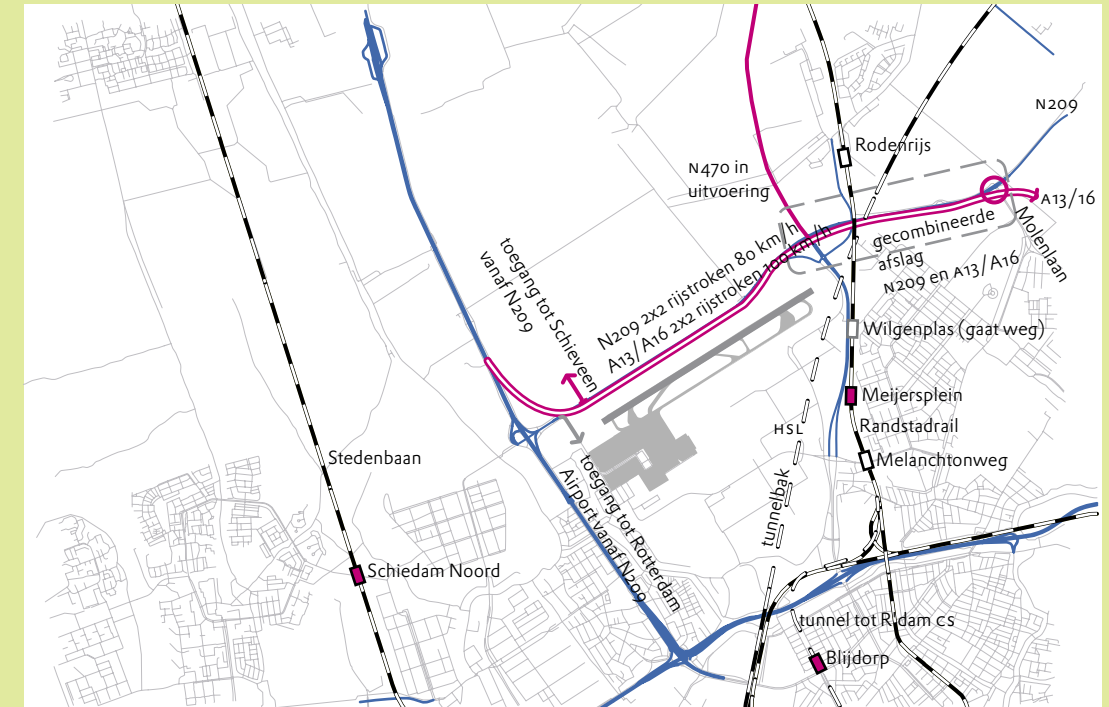 N209
Rodenrijs
N470 in
uitvoering
A13/16
Molenlaan
gecombineerde
afslag
N209 en A13/A16
toegang tot Schieveen
vanaf N209
N209 2x2 rijstroken 80 km/h
A13/A16 2x2 rijstroken 100 km/h
Wilgenplas (gaat weg)
Meijersplein
Randstadrail
HSL
Melanchtonweg
Stedenbaan
tunnelbak
toegang tot Rotterdam
Airport vanaf N209
Schiedam Noord
tunnel tot R'dam CS
Blijdorp